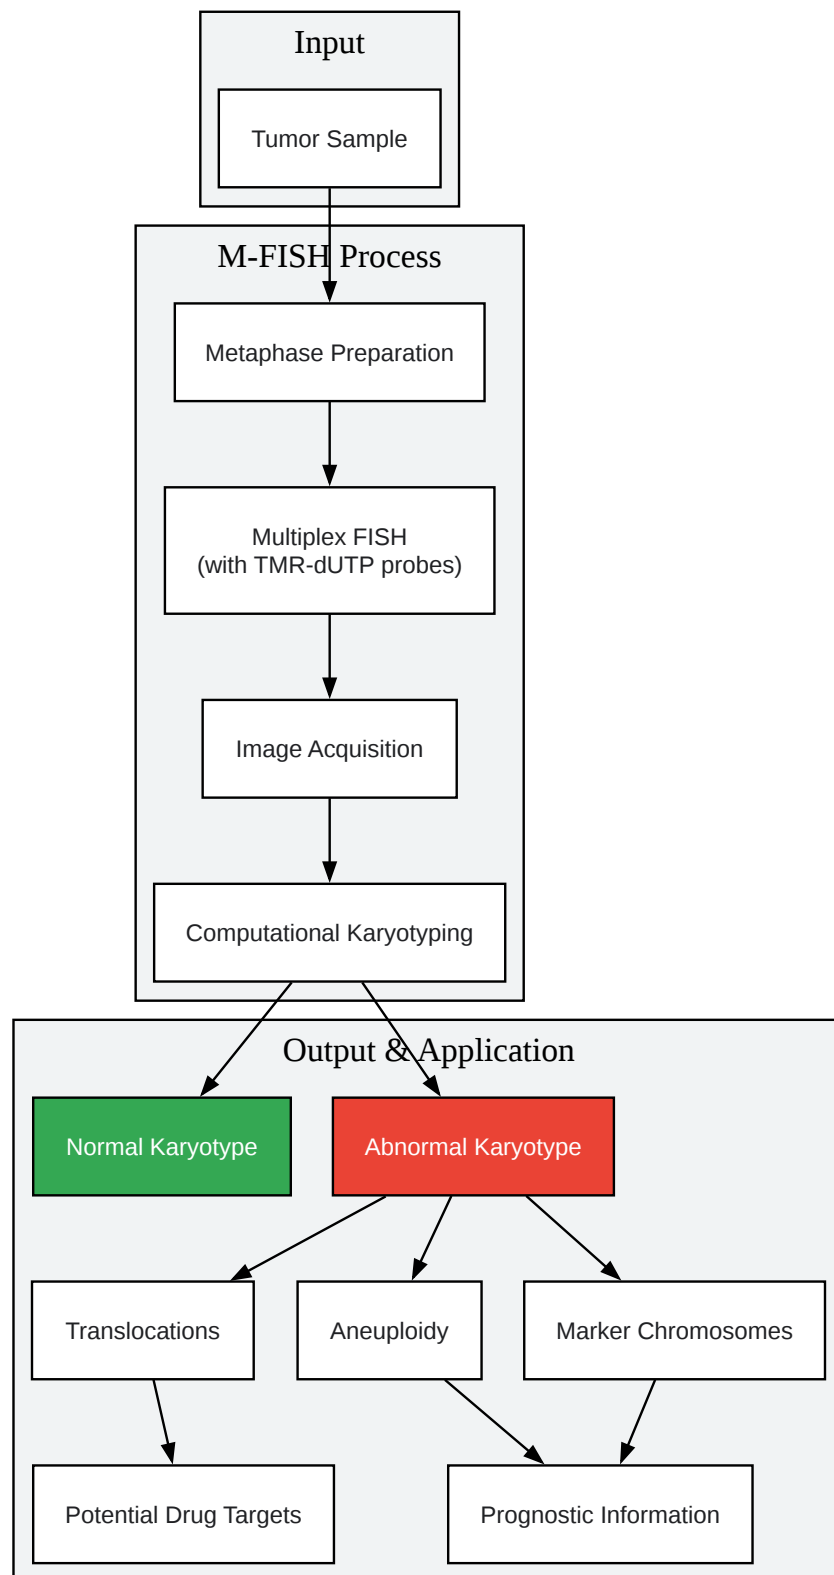 Input
Tumor Sample
M-FISH Process
Metaphase Preparation
Multiplex FISH
(with TMR-dUTP probes)
Image Acquisition
Computational Karyotyping
Output & Application
Normal Karyotype
Abnormal Karyotype
Translocations
Aneuploidy
Marker Chromosomes
Potential Drug Targets
Prognostic Information